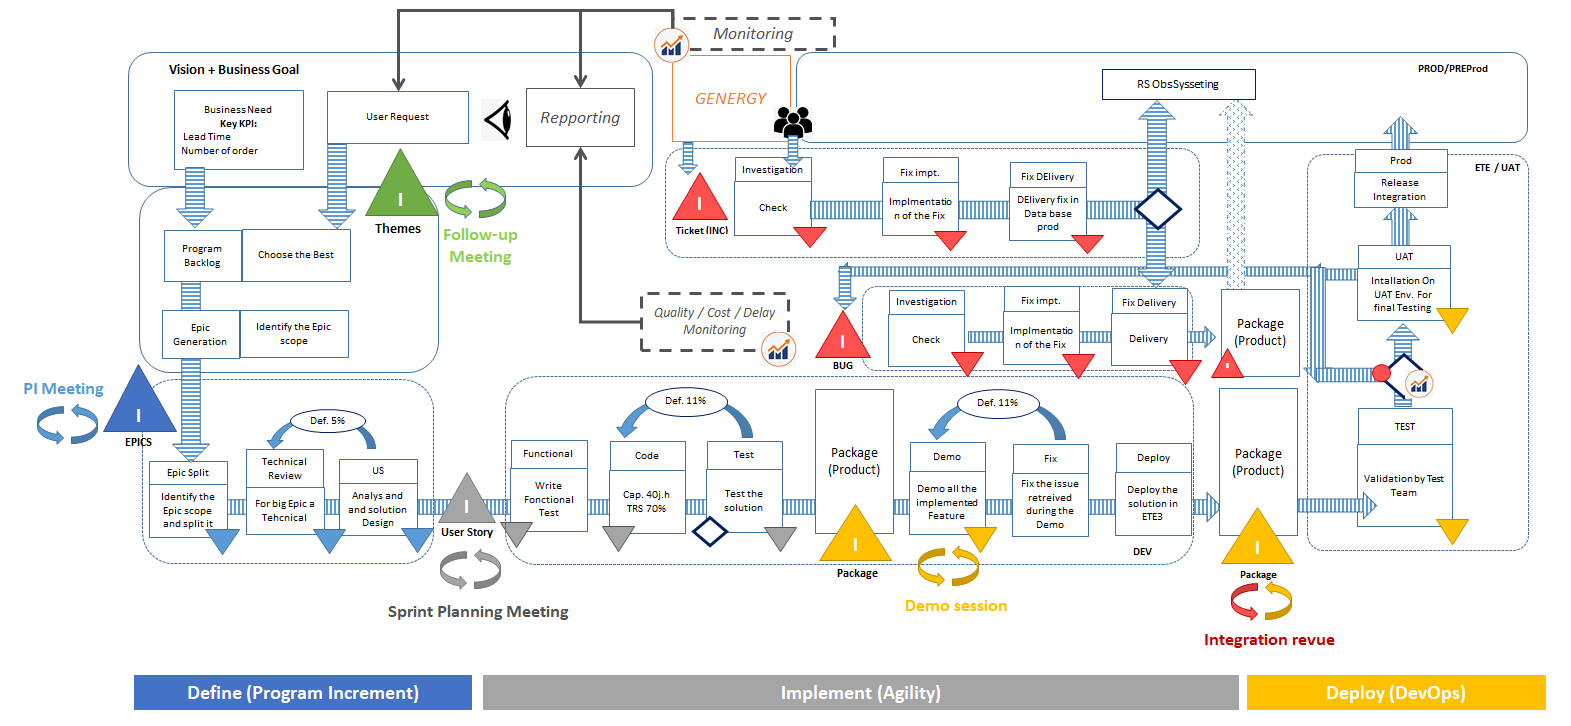 Monitoring
Vision + Business Goal
PROD/PREProd
Business Need
Key KPI:
Lead Time
Number of order
User Request
Repporting
GENERGY
RS ObsSysseting
ETE / UAT
Prod
Release
Integration
Investigation
Check
Fix impt.
Implmentatio
n of the Fix
Fix DElivery
DElivery fix in
Data base
prod
I
Ticket (INC)
I
Themes
Follow-up
Meeting
Program
Backlog
Choose the Best
UAT
Intallation On
UAT Env. For
final Testing
Quality / Cost / Delay
Monitoring
Investigation
Check
Fix impt.
Implmentatio
n of the Fix
Fix Delivery
Delivery
Package
(Product)
I
I
BUG
Epic
Generation
Identify the Epic
scope
PI Meeting
I
EPICS
Def. 5%
Def. 11%
Def. 11%
Epic Split
Identify the
Epic scope
and split it
Technical
Review
For big Epic a
Tehcnical
US
Analys and
and solution
Design
I
User Story
Functional
Write
Fonctional
Test
Code
Cap. 40j.h
TRS 70%
Test
Test the
solution
Package
(Product)
I
Package
Demo
Demo all the
implemented
Feature
Fix
Fix the issue
retreived
during the
Demo
Deploy
Deploy the
solution in
ETE3
DEV
Package
(Product)
I
Package
TEST
Validation by Test
Team
Sprint Planning Meeting
Demo session
Integration revue
Define (Program Increment)
Implement (Agility)
Deploy (DevOps)